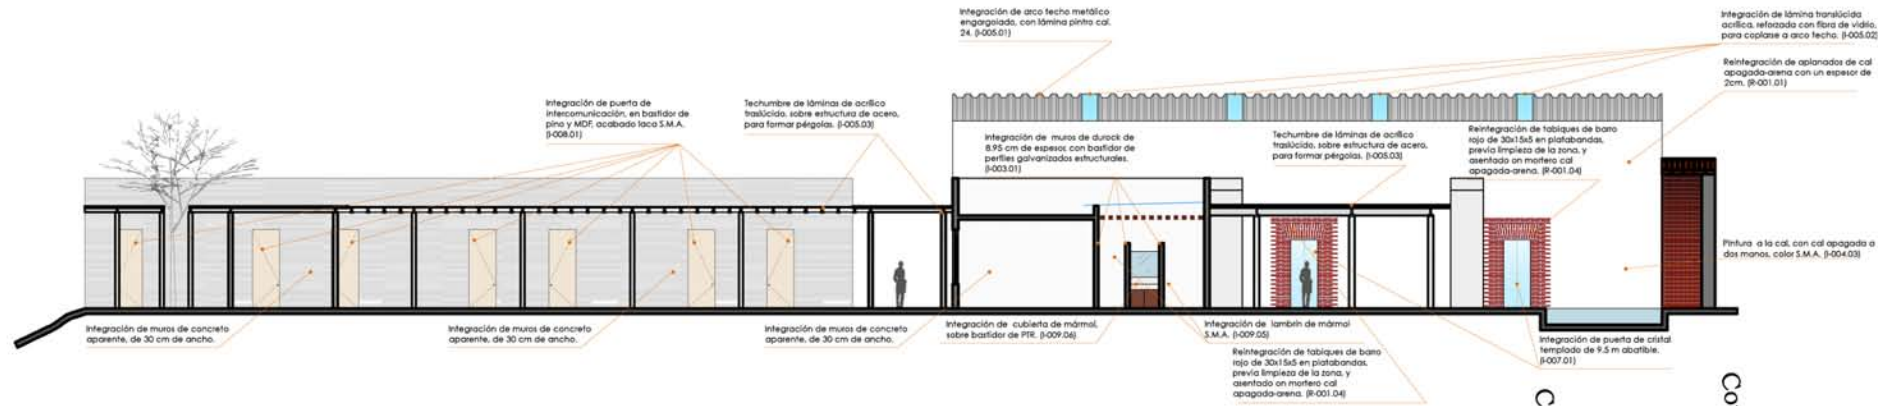 Integración de arco techo metálico
engargolado, con lámina pintro cal.
24. (I-005.01)
Integración de lámina translúcida
acrílica, reforzada con fibra de vidrio,
para coplarse a arco techo. (I-005.02)
Reintegración de aplanados de cal
apagada-arena con un espesor de
2cm. (R-001.01)
Integración de puerta de
intercomunicación, en bastidor de
pino y MDF, acabado laca S.M.A.
(I-008.01)
Techumbre de láminas de acrílico
traslúcido, sobre estructura de acero,
para formar pérgolas. (I-005.03)
Integración de muros de durock de
8.95 cm de espesor, con bastidor de
perfiles galvanizados estructurales.
(I-003.01)
Techumbre de láminas de acrílico
traslúcido, sobre estructura de acero,
para formar pérgolas. (I-005.03)
Reintegración de tabiques de barro
rojo de 30x15x5 en platabandas,
previa limpieza de la zona, y
asentado on mortero cal
apagada-arena. (R-001.04)
Pintura a la cal, con cal apagada a
dos manos, color S.M.A. (I-004.03)
Integración de muros de concreto
aparente, de 30 cm de ancho.
Integración de muros de concreto
aparente, de 30 cm de ancho.
Integración de muros de concreto
aparente, de 30 cm de ancho.
Integración de cubierta de mármol,
sobre bastidor de PTR. (I-009.06)
Integración de lambrín de mármol
S.M.A. (I-009.05)
Reintegración de tabiques de barro
rojo de 30x15x5 en platabandas,
previa limpieza de la zona, y
asentado on mortero cal
apagada-arena. (R-001.04)
Integración de puerta de cristal
templado de 9.5 m abatible.
(I-007.01)
C
Co